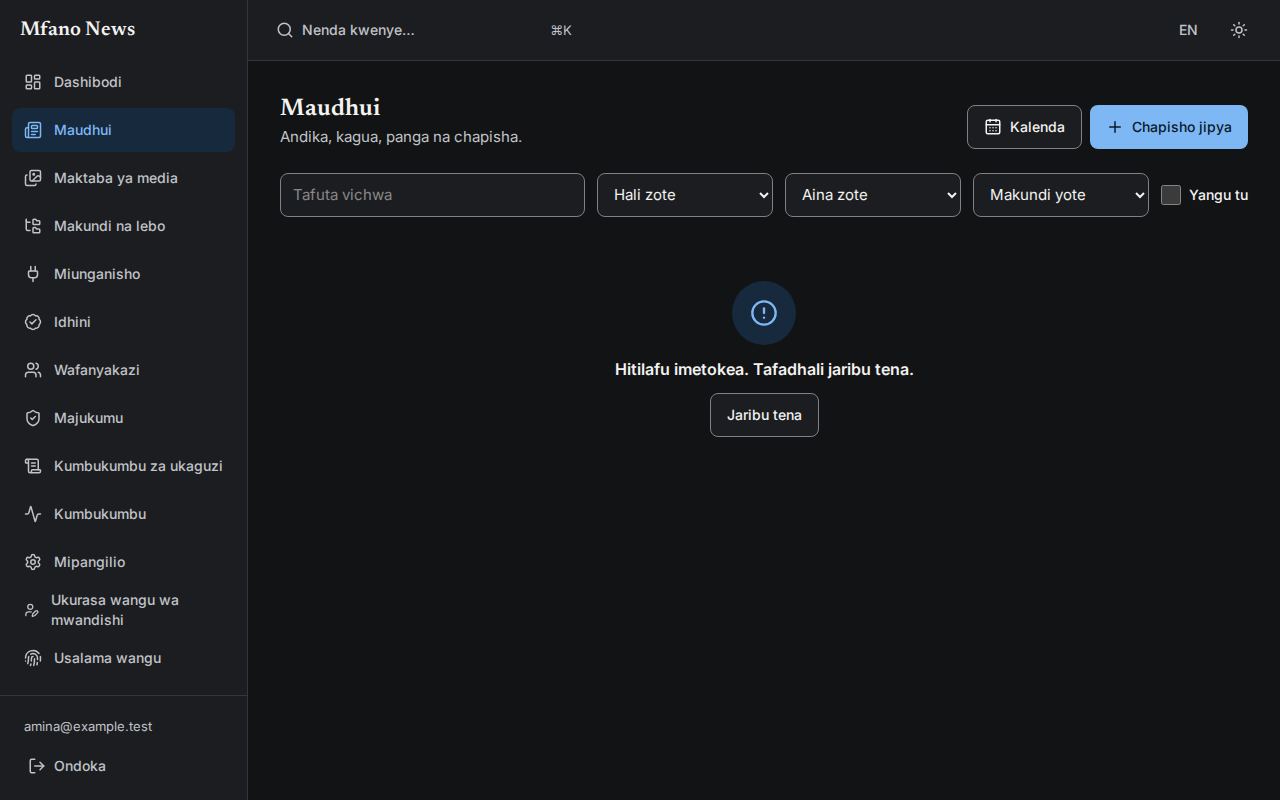 Mfano News
Nenda kwenye...
⌘K
EN
Dashibodi
Maudhui
Maktaba ya media
Makundi na lebo
Miunganisho
Idhini
Wafanyakazi
Majukumu
Kumbukumbu za ukaguzi
Kumbukumbu
Mipangilio
Ukurasa wangu wa
mwandishi
Usalama wangu
amina@example.test
Ondoka
Maudhui
Andika, kagua, panga na chapisha.
Kalenda
Chapisho jipya
Tafuta vichwa
Hali zote
Aina zote
Makundi yote
Yangu tu
Hitilafu imetokea. Tafadhali jaribu tena.
Jaribu tena